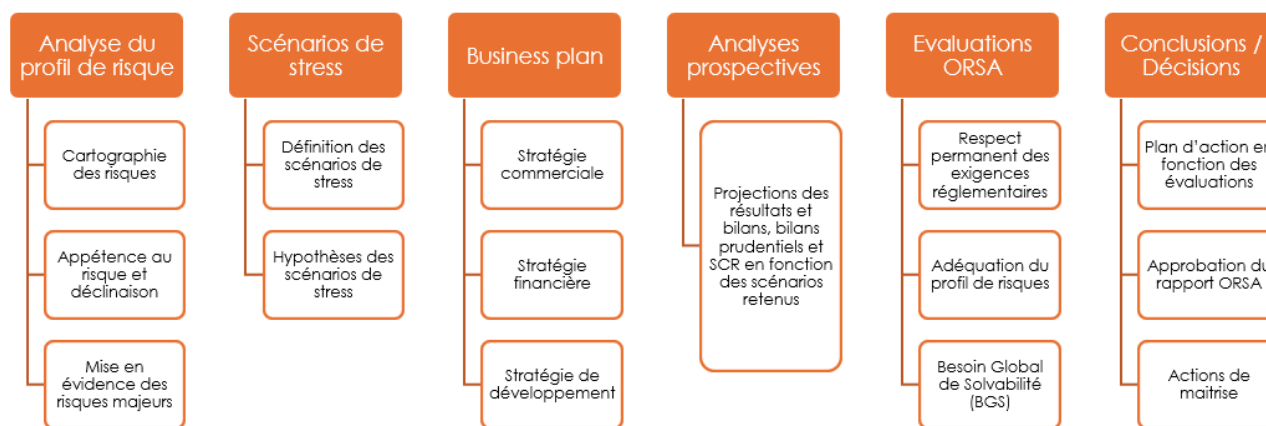 Analyse du
profil de risque
Cartographie
des risques
Appétence au
risque et
déclinaison
Mise en
évidence des
risques majeurs
Scénarios de
stress
Définition des
scénarios de
stress
Hypothèses des
scénarios de
stress
Business plan
Stratégie
commerciale
Stratégie
financière
Stratégie de
développement
Analyses
prospectives
Projections des
résultats et
bilans, bilans
prudentiels et
SCR en fonction
des scénarios
retenus
Evaluations
ORSA
Respect
permanent des
exigences
réglementaires
Adéquation du
profil de risques
Besoin Global
de Solvabilité
(BGS)
Conclusions /
Décisions
Plan d'action en
fonction des
évaluations
Approbation du
rapport ORSA
Actions de
maitrise